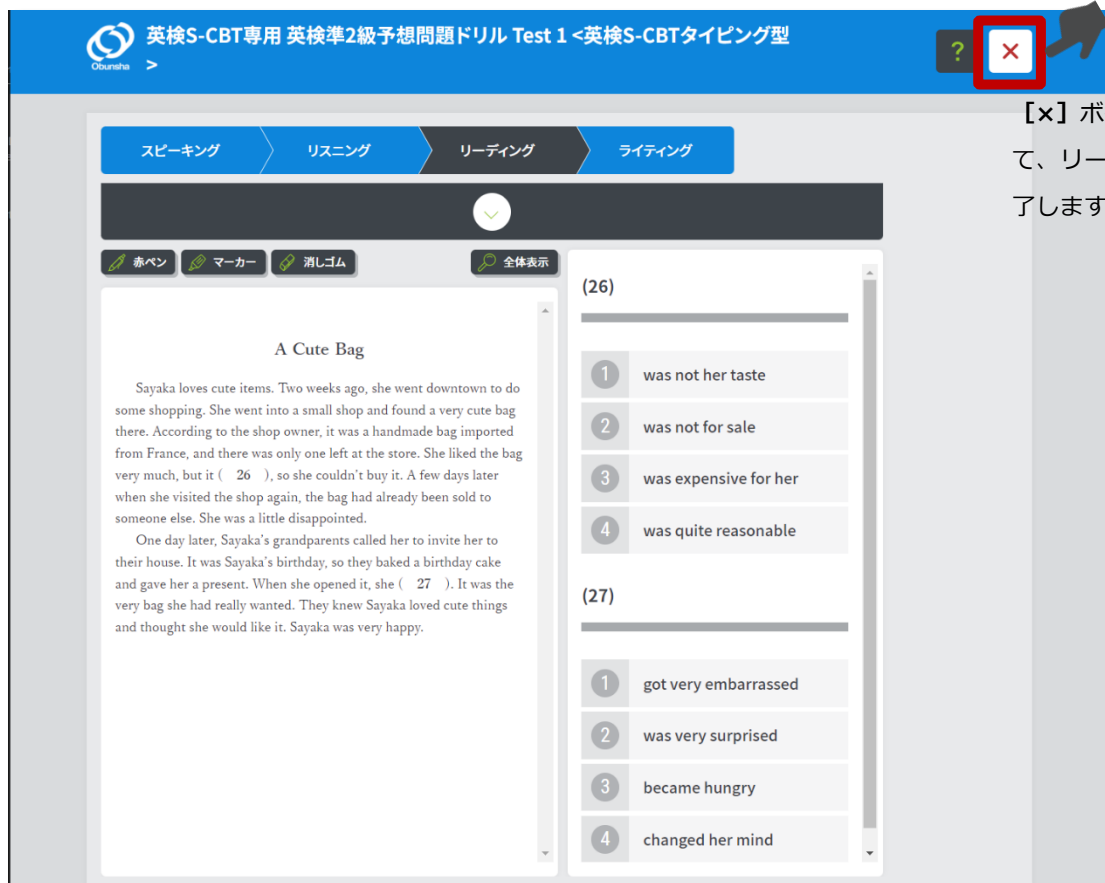 英検S-CBT専用 英検準2級予想問題ドリル Test 1 <英検S-CBTタイピング型
>
Obunsha
?
×
[×] ボ
て、リー
了します
スピーキング
リスニング
リーディング
ライティング
赤ペン
マーカー
消しゴム
全体表示
A Cute Bag
Sayaka loves cute items. Two weeks ago, she went downtown to do
some shopping. She went into a small shop and found a very cute bag
there. According to the shop owner, it was a handmade bag imported
from France, and there was only one left at the store. She liked the bag
very much, but it ( 26 ), so she couldn't buy it. A few days later
when she visited the shop again, the bag had already been sold to
someone else. She was a little disappointed.
One day later, Sayaka's grandparents called her to invite her to
their house. It was Sayaka's birthday, so they baked a birthday cake
and gave her a present. When she opened it, she ( 27 ). It was the
very bag she had really wanted. They knew Sayaka loved cute things
and thought she would like it. Sayaka was very happy.
(26)
1 was not her taste
2 was not for sale
3 was expensive for her
4 was quite reasonable
(27)
1 got very embarrassed
2 was very surprised
3 became hungry
4 changed her mind